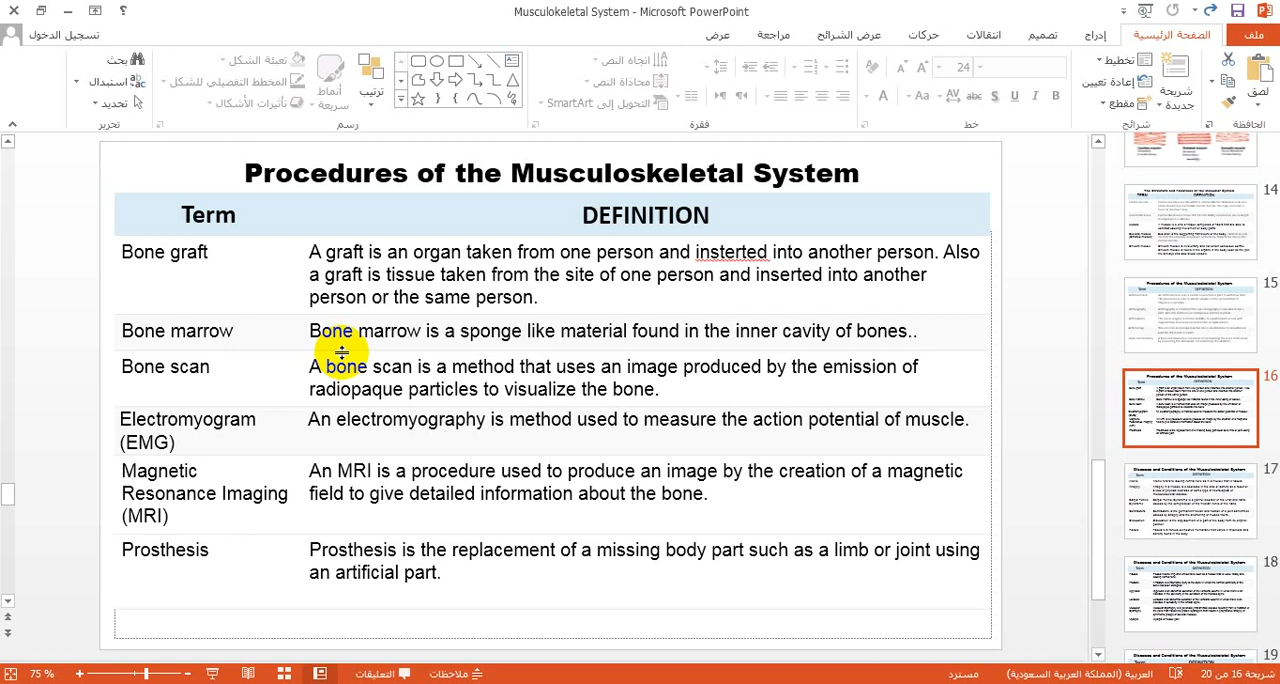 Musculokeletal System - Microsoft PowerPoint
تسجيل الدخول
ملف
الصفحة الرئيسية
إدراج
تصميم
انتقالات
حركات
عرض الشرائح
مراجعة
عرض
لصق
الحافظة
شريحة
جديدة
تخطيط
إعادة تعيين
مقطع
شرائح
24
B I U S abc AV Aa A
خط
اتجاه النص
محاذاة النص
التحويل إلى SmartArt
فقرة
ترتيب
أنماط
سريعة
تعبئة الشكل
المخطط التفصيلي للشكل
تأثيرات الأشكال
رسم
بحث
استبدال
تحديد
تحرير
Procedures of the Musculoskeletal System
Term DEFINITION
Bone graft A graft is an organ taken from one person and inserted into another person. Also
a graft is tissue taken from the site of one person and inserted into another
person or the same person.
Bone marrow Bone marrow is a sponge-like material found in the inner cavity of bones..
Bone scan A bone scan is a method that uses an image produced by the emission of
radiopaque particles to visualize the bone.
Electromyogram An electromyograpity is method used to measure the action potential of muscle.
(EMG)
Magnetic An MRI is a procedure used to produce an image by the creation of a magnetic
Resonance Imaging field to give detailed information about the bone.
(MRI)
Prosthesis Prosthesis is the replacement of a missing body part such as a limb or joint using
an artificial part.
14
15
16
17
18
19
شريحة 16 من 20
العربية (المملكة العربية السعودية)
مسترد
ملاحظات
التعليقات
75 %